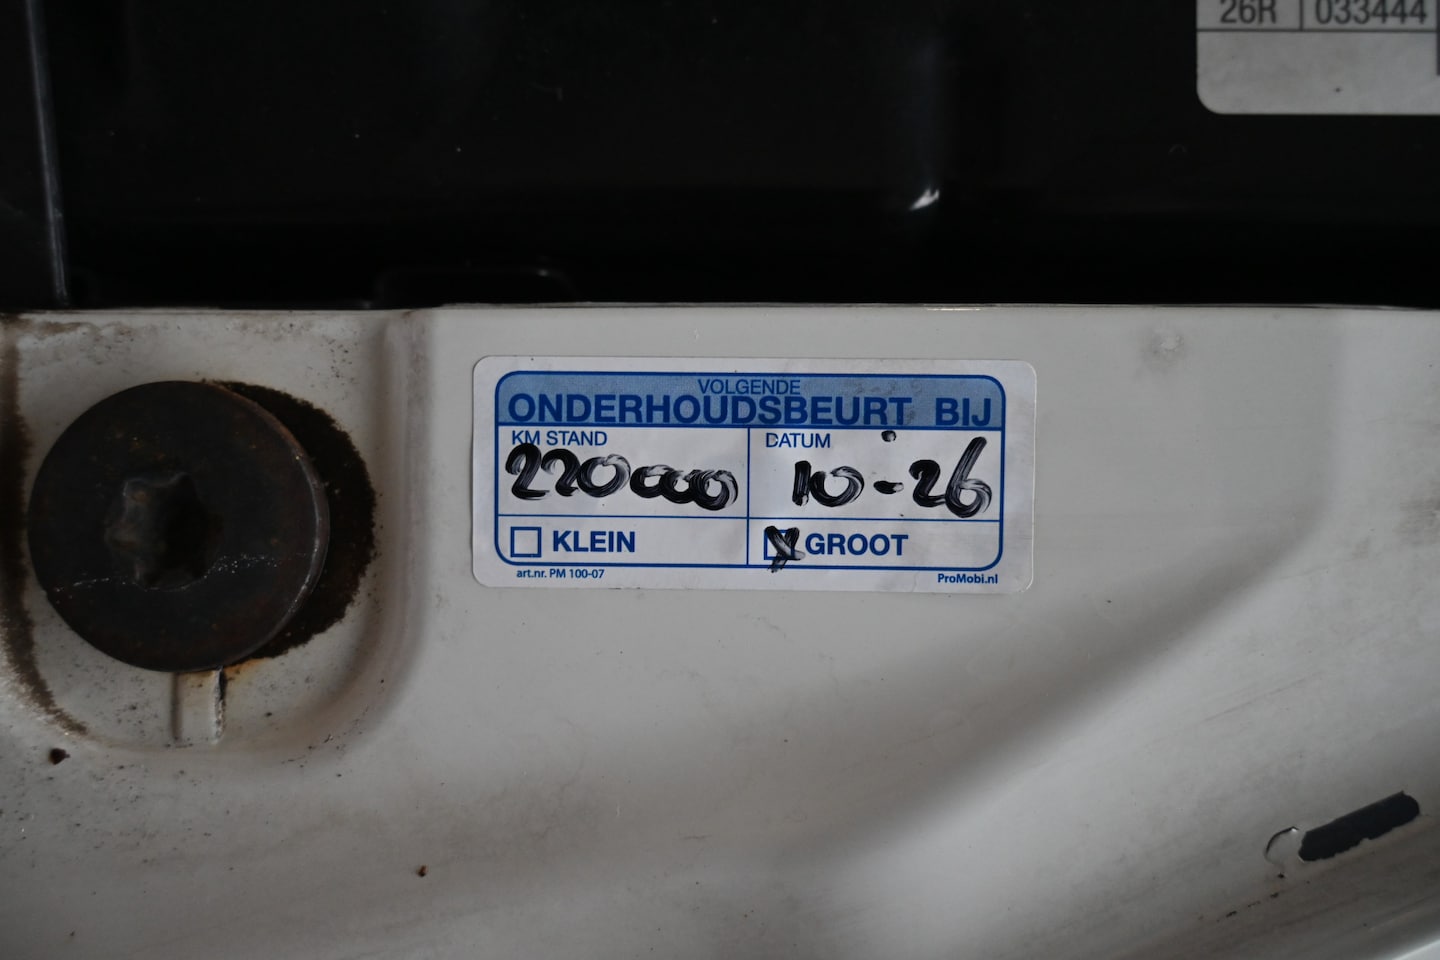 26R 033444
VOLGENDE
ONDERHOUDSBEURT BIJ
KM STAND DATUM
220000 10-26
KLEIN GROOT
art.nr. PM 100-07 ProMobi.nl